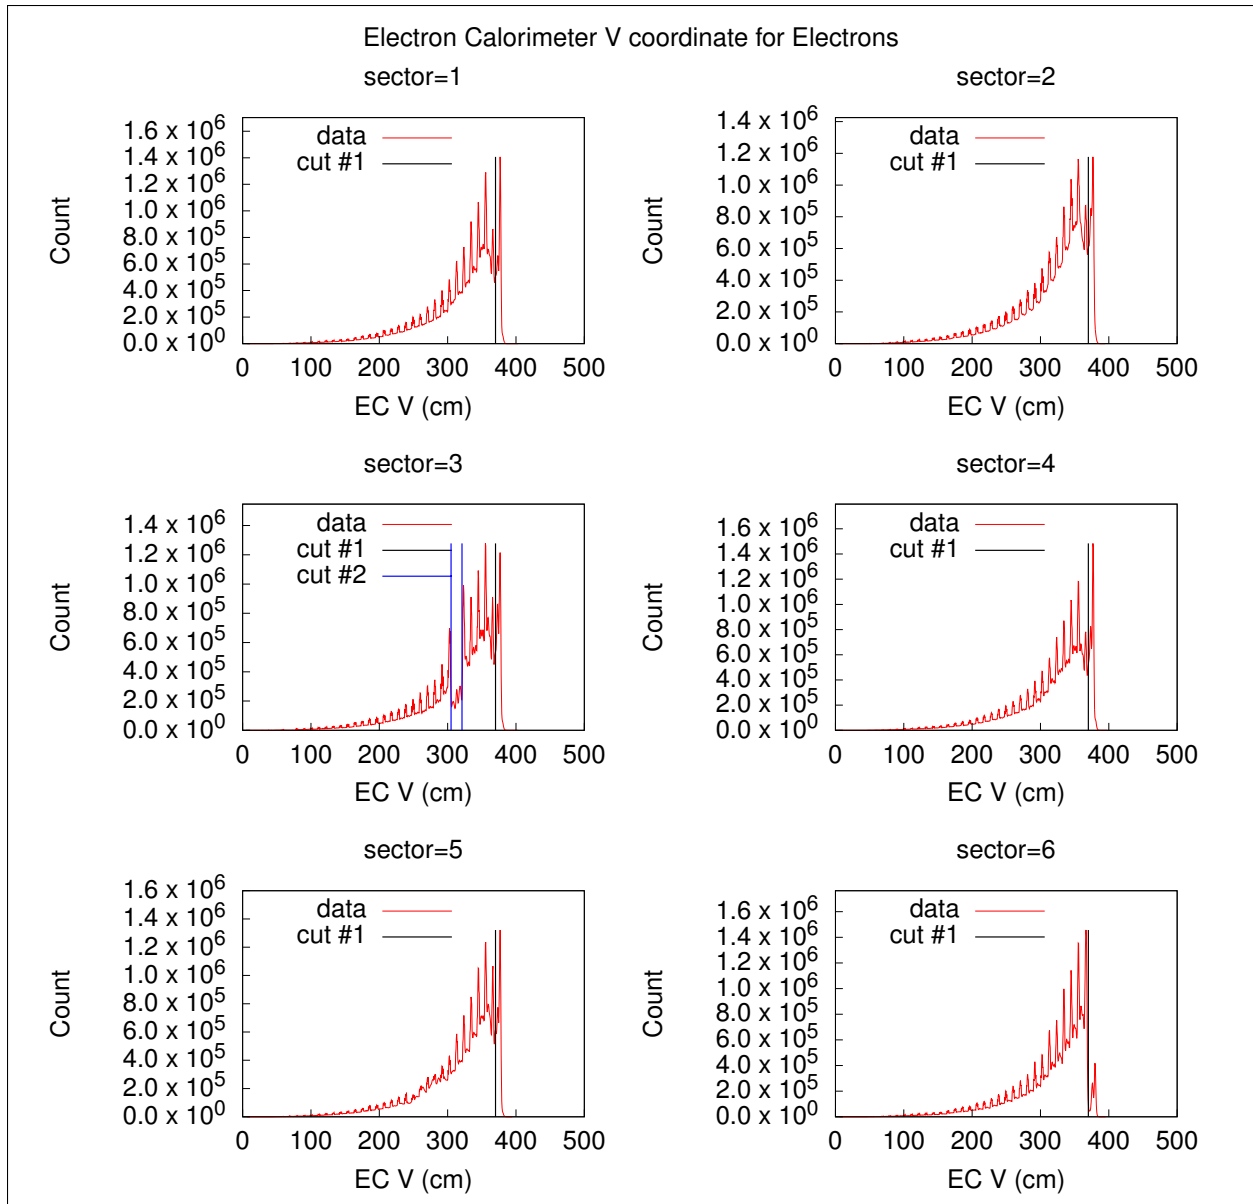 Electron Calorimeter V coordinate for Electrons
sector=1
1.6 x 10^6
1.4 x 10^6
1.2 x 10^6
1.0 x 10^6
8.0 x 10^5
6.0 x 10^5
4.0 x 10^5
2.0 x 10^5
0.0 x 10^0
Count
data
cut #1
0 100 200 300 400 500
EC V (cm)
sector=2
1.4 x 10^6
1.2 x 10^6
1.0 x 10^6
8.0 x 10^5
6.0 x 10^5
4.0 x 10^5
2.0 x 10^5
0.0 x 10^0
Count
data
cut #1
0 100 200 300 400 500
EC V (cm)
sector=3
1.4 x 10^6
1.2 x 10^6
1.0 x 10^6
8.0 x 10^5
6.0 x 10^5
4.0 x 10^5
2.0 x 10^5
0.0 x 10^0
Count
data
cut #1
cut #2
0 100 200 300 400 500
EC V (cm)
sector=4
1.6 x 10^6
1.4 x 10^6
1.2 x 10^6
1.0 x 10^6
8.0 x 10^5
6.0 x 10^5
4.0 x 10^5
2.0 x 10^5
0.0 x 10^0
Count
data
cut #1
0 100 200 300 400 500
EC V (cm)
sector=5
1.6 x 10^6
1.4 x 10^6
1.2 x 10^6
1.0 x 10^6
8.0 x 10^5
6.0 x 10^5
4.0 x 10^5
2.0 x 10^5
0.0 x 10^0
Count
data
cut #1
0 100 200 300 400 500
EC V (cm)
sector=6
1.6 x 10^6
1.4 x 10^6
1.2 x 10^6
1.0 x 10^6
8.0 x 10^5
6.0 x 10^5
4.0 x 10^5
2.0 x 10^5
0.0 x 10^0
Count
data
cut #1
0 100 200 300 400 500
EC V (cm)